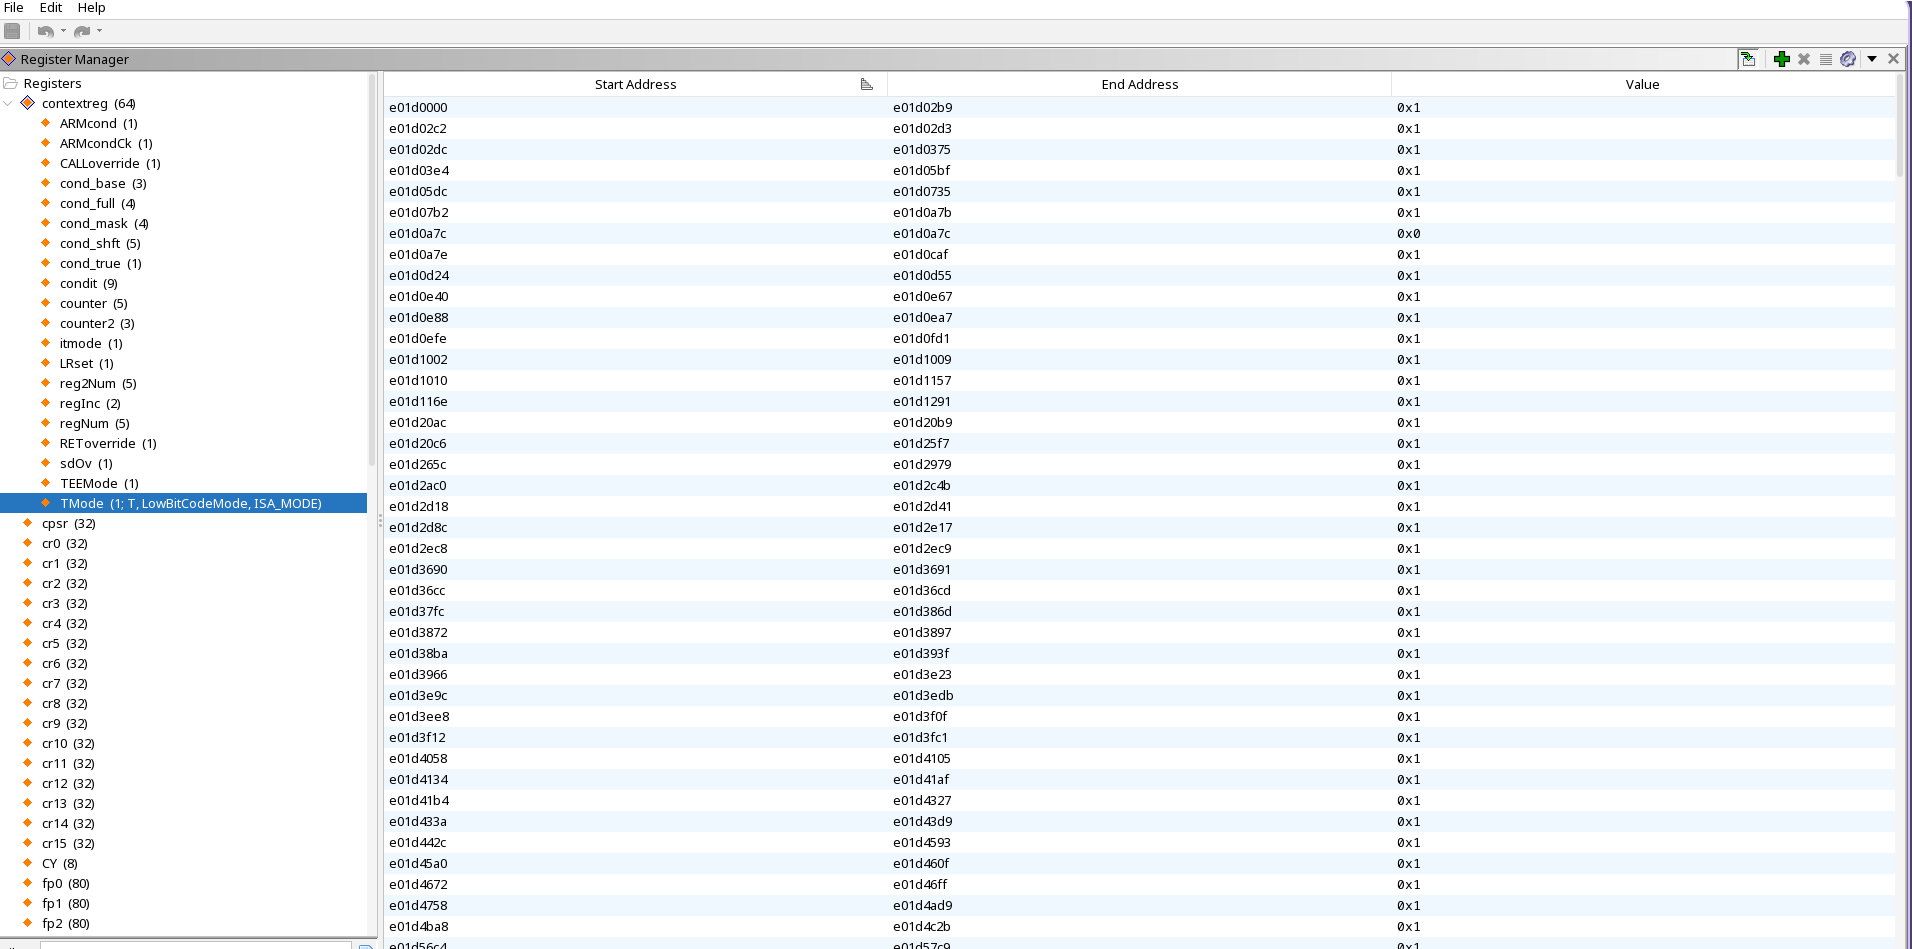 File Edit Help
Register Manager
Registers
contextreg (64)
ARMcond (1)
ARMcondCk (1)
CALLoverride (1)
cond_base (3)
cond_full (4)
cond_mask (4)
cond_shft (5)
cond_true (1)
condit (9)
counter (5)
counter2 (3)
itmode (1)
LRset (1)
reg2Num (5)
regInc (2)
regNum (5)
REToverride (1)
sdOv (1)
TEEMode (1)
TMode (1; T, LowBitCodeMode, ISA_MODE)
cpsr (32)
cr0 (32)
cr1 (32)
cr2 (32)
cr3 (32)
cr4 (32)
cr5 (32)
cr6 (32)
cr7 (32)
cr8 (32)
cr9 (32)
cr10 (32)
cr11 (32)
cr12 (32)
cr13 (32)
cr14 (32)
cr15 (32)
CY (8)
fp0 (80)
fp1 (80)
fp2 (80)
Start Address End Address Value
e01d0000 e01d02b9 0x1
e01d02c2 e01d02d3 0x1
e01d02dc e01d0375 0x1
e01d03e4 e01d05bf 0x1
e01d05dc e01d0735 0x1
e01d07b2 e01d0a7b 0x1
e01d0a7c e01d0a7c 0x0
e01d0a7e e01d0caf 0x1
e01d0d24 e01d0d55 0x1
e01d0e40 e01d0e67 0x1
e01d0e88 e01d0ea7 0x1
e01d0efe e01d0fd1 0x1
e01d1002 e01d1009 0x1
e01d1010 e01d1157 0x1
e01d116e e01d1291 0x1
e01d20ac e01d20b9 0x1
e01d20c6 e01d25f7 0x1
e01d265c e01d2979 0x1
e01d2ac0 e01d2c4b 0x1
e01d2d18 e01d2d41 0x1
e01d2d8c e01d2e17 0x1
e01d2ec8 e01d2ec9 0x1
e01d3690 e01d3691 0x1
e01d36cc e01d36cd 0x1
e01d37fc e01d386d 0x1
e01d3872 e01d3897 0x1
e01d38ba e01d393f 0x1
e01d3966 e01d3e23 0x1
e01d3e9c e01d3edb 0x1
e01d3ee8 e01d3f0f 0x1
e01d3f12 e01d3fc1 0x1
e01d4058 e01d4105 0x1
e01d4134 e01d41af 0x1
e01d41b4 e01d4327 0x1
e01d433a e01d43d9 0x1
e01d442c e01d4593 0x1
e01d45a0 e01d460f 0x1
e01d4672 e01d46ff 0x1
e01d4758 e01d4ad9 0x1
e01d4ba8 e01d4c2b 0x1
e01d56c4 e01d57c9 0x1